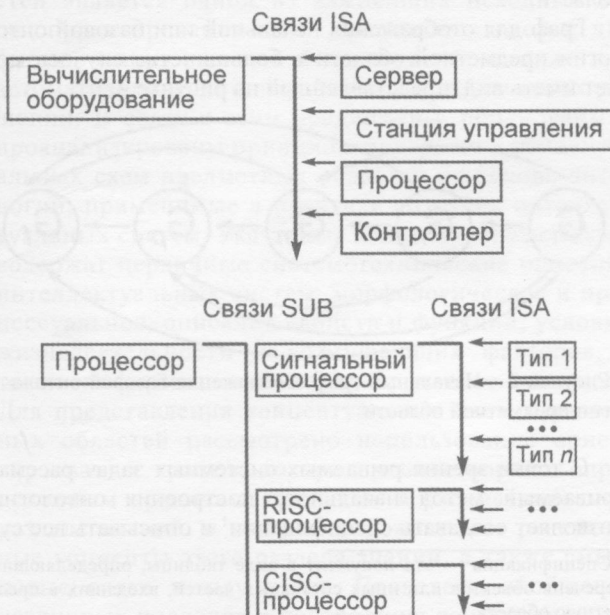 Связи ISA
Вычислительное
оборудование
Сервер
Станция управления
Процессор
Контроллер
Связи SUB
Связи ISA
Процессор
Сигнальный
процессор
Тип 1
Тип 2
•••
Тип n
RISC-
процессор
•••
CISC-
процессор
•••